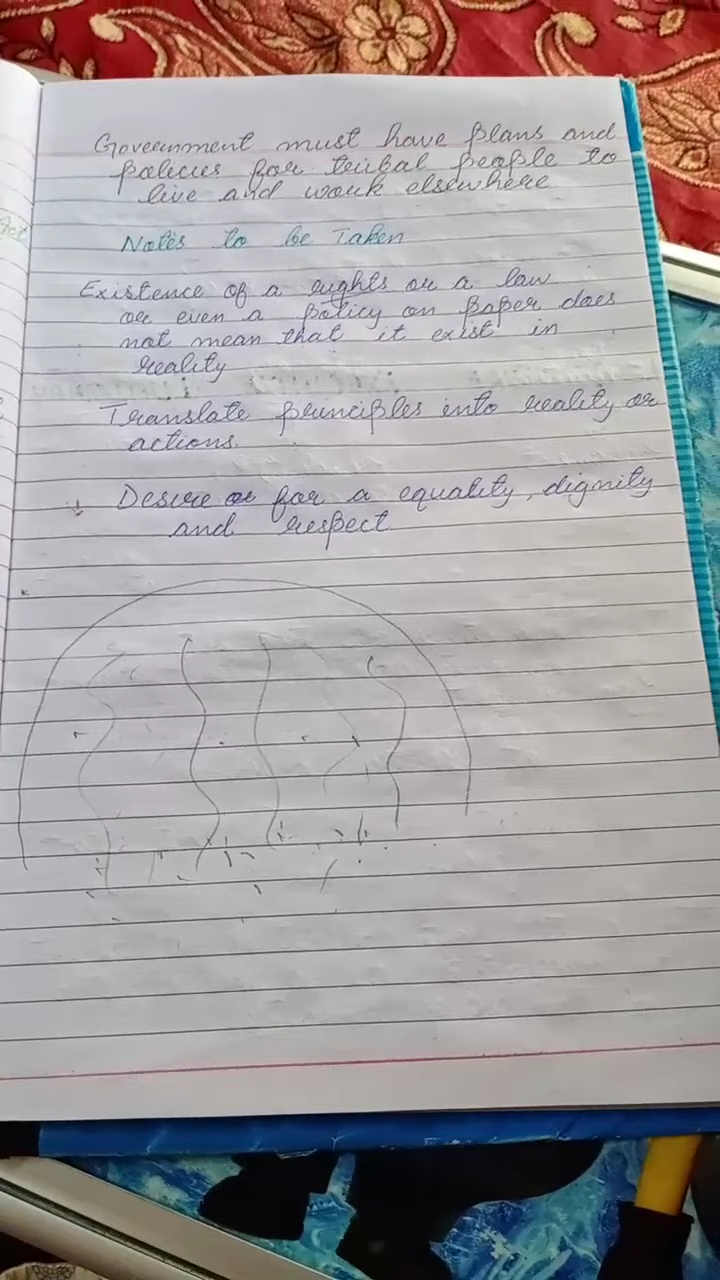 Government must have plans and
policies for tribal people to
live and work elsewhere
Act
Notes to be Taken
Existence of a rights or a law
or even a policy on paper does
not mean that it exist in
reality
Translate principles into reality or
actions.
Desire or for a equality, dignity
and respect